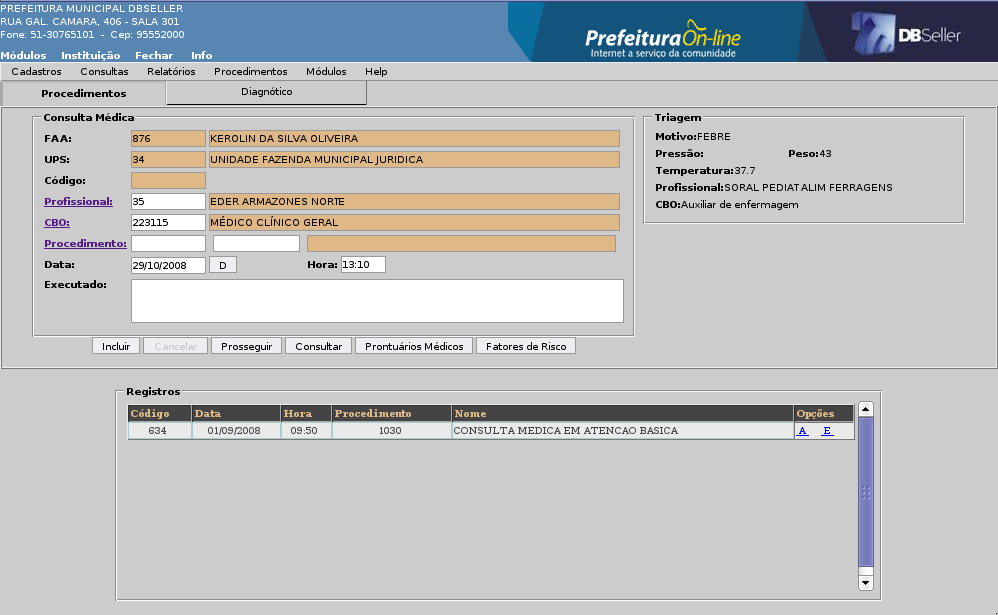 PREFEITURA MUNICIPAL DBSELLER
RUA GAL. CAMARA, 406 - SALA 301
Fone: 51-30765101 - Cep: 95552000
Prefeitura On-line
Internet a serviço da comunidade
DBSeller
Módulos Instituição Fechar Info
Cadastros Consultas Relatórios Procedimentos Módulos Help
Procedimentos Diagnótico
Consulta Médica
FAA: 876 KEROLIN DA SILVA OLIVEIRA
UPS: 34 UNIDADE FAZENDA MUNICIPAL JURIDICA
Código:
Profissional: 35 EDER ARMAZONES NORTE
CBO: 223115 MÉDICO CLÍNICO GERAL
Procedimento:
Data: 29/10/2008 D Hora: 13:10
Executado:
Triagem
Motivo:FEBRE
Pressão: Peso:43
Temperatura:37.7
Profissional:SORAL PEDIATALIM FERRAGENS
CBO:Auxiliar de enfermagem
Incluir Cancelar Prosseguir Consultar Prontuários Médicos Fatores de Risco
Registros
Código Data Hora Procedimento Nome Opções
634 01/09/2008 09:50 1030 CONSULTA MEDICA EM ATENCAO BASICA A E